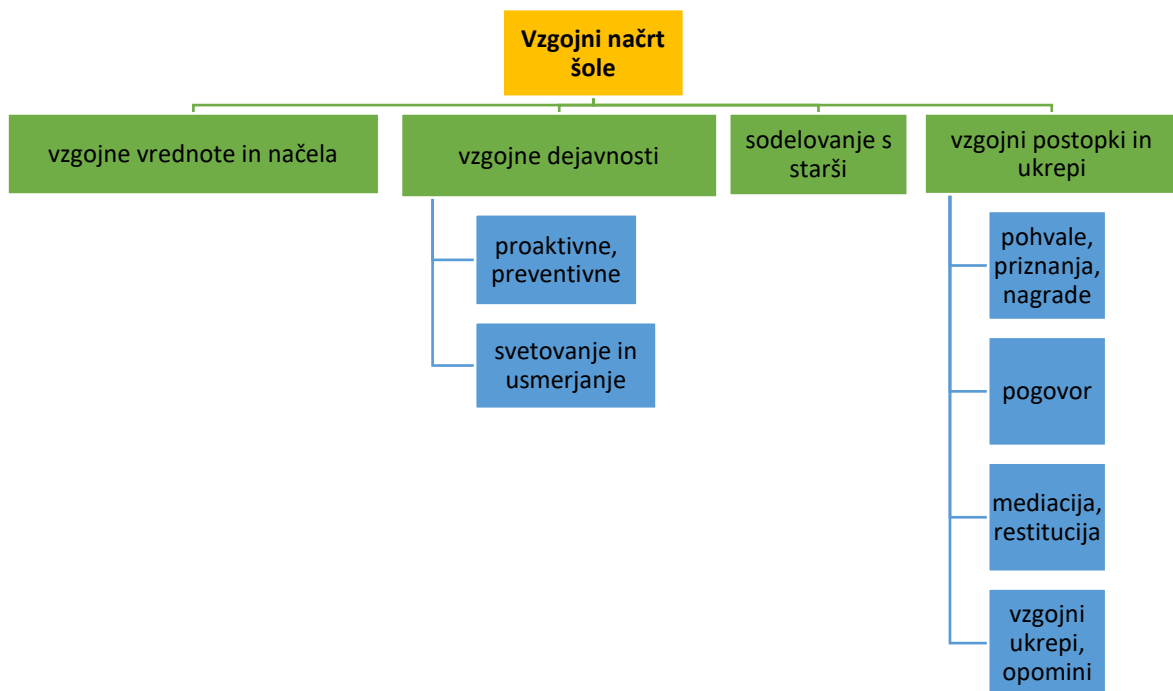 Vzgojni načrt
šole
vzgojne vrednote in načela
vzgojne dejavnosti
proaktivne,
preventivne
svetovanje in
usmerjanje
sodelovanje s
starši
vzgojni postopki in
ukrepi
pohvale,
priznanja,
nagrade
pogovor
mediacija,
restitucija
vzgojni
ukrepi,
opomini